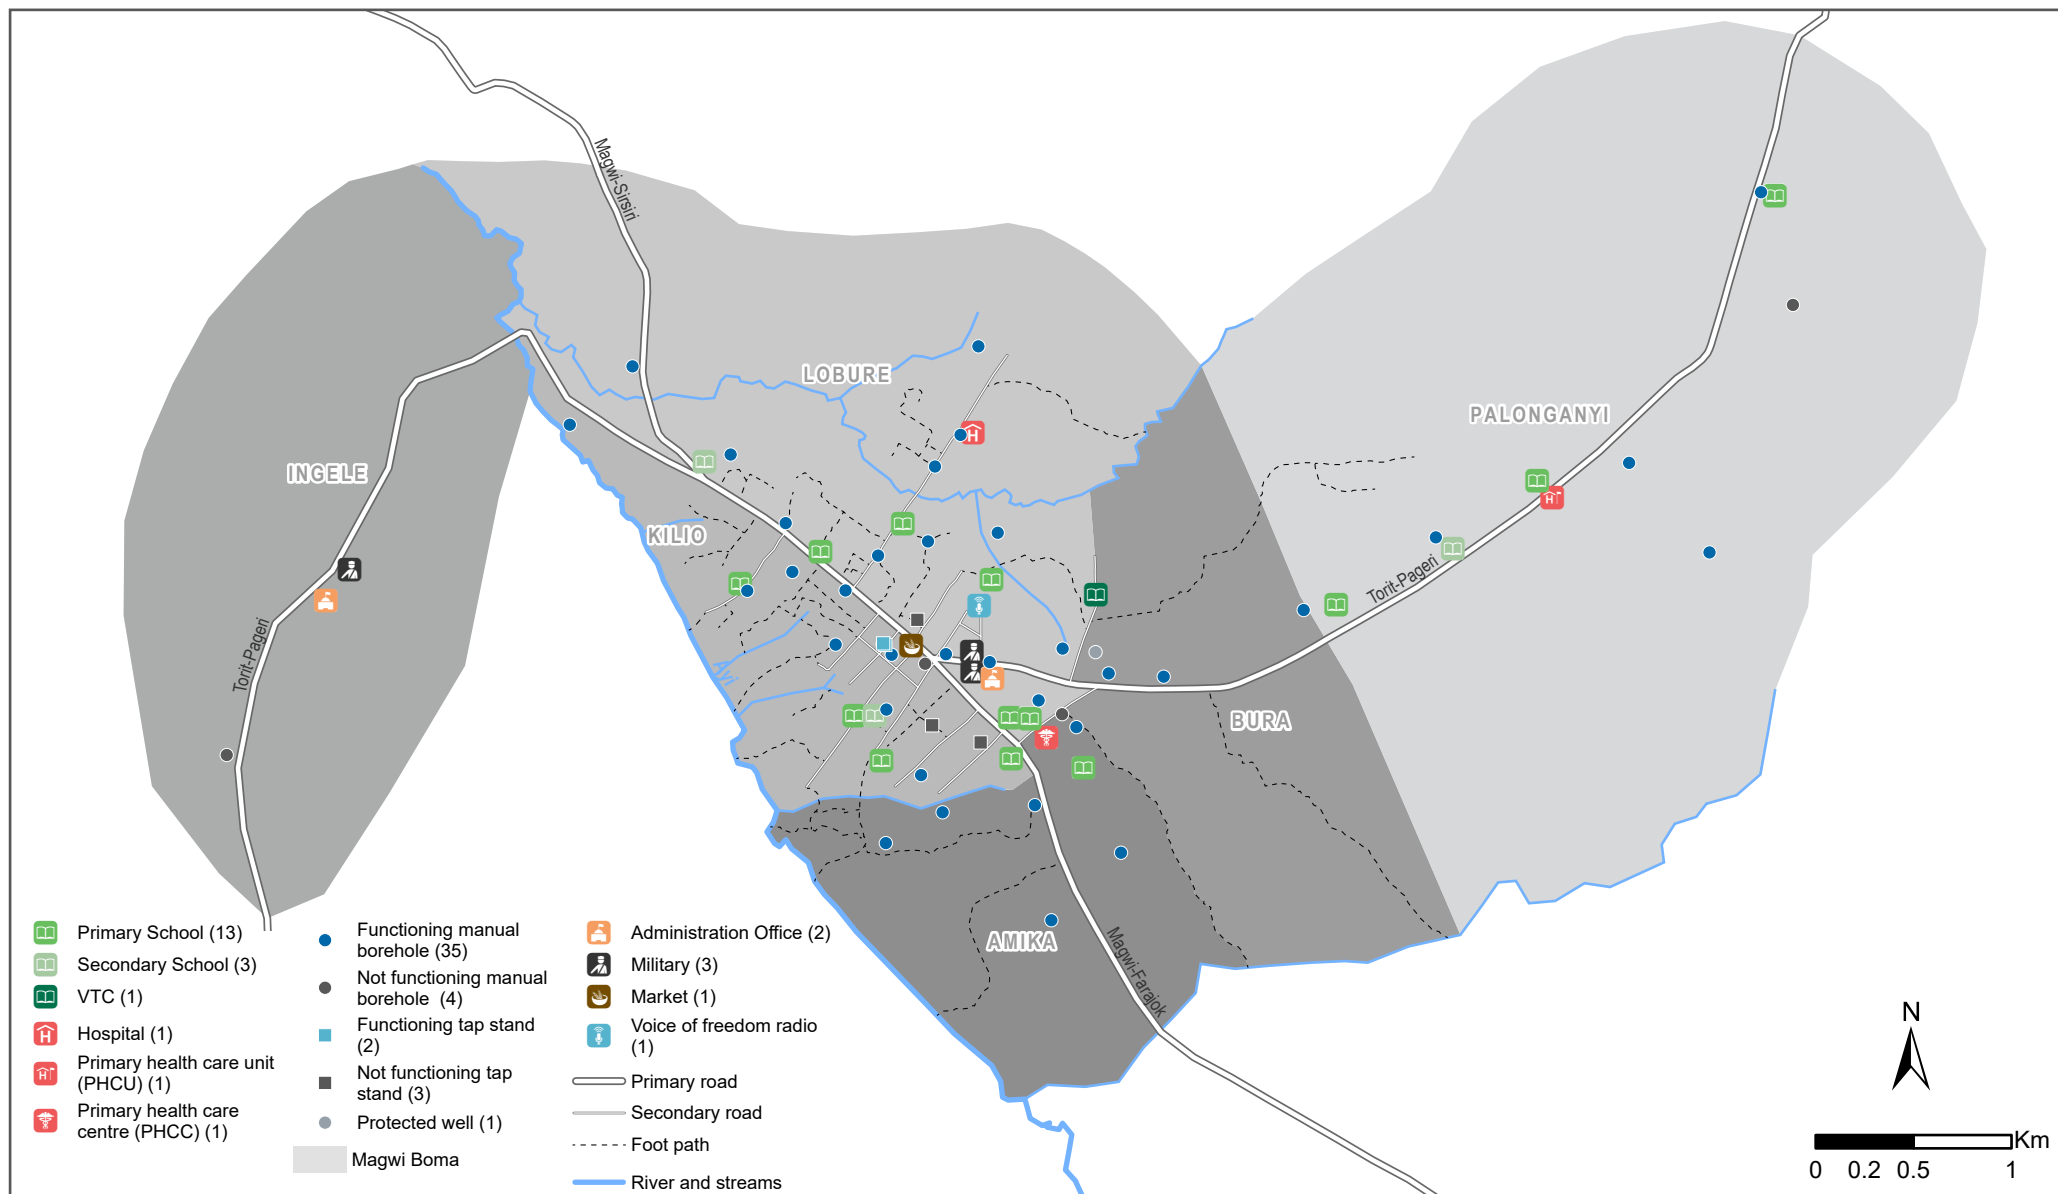 Magwi-Sirsiri
LOBURE
PALONGANYI
INGELE
KILIO
Torit-Pageri
Torit-Pageri
Ayi
BURA
AMIKA
Magwi-Farajok
Primary School (13)
Secondary School (3)
VTC (1)
Hospital (1)
Primary health care unit
(PHCU) (1)
Primary health care
centre (PHCC) (1)
Functioning manual
borehole (35)
Not functioning manual
borehole (4)
Functioning tap stand
(2)
Not functioning tap
stand (3)
Protected well (1)
Magwi Boma
Administration Office (2)
Military (3)
Market (1)
Voice of freedom radio
(1)
Primary road
Secondary road
Foot path
River and streams
N
Km
0 0.2 0.5 1